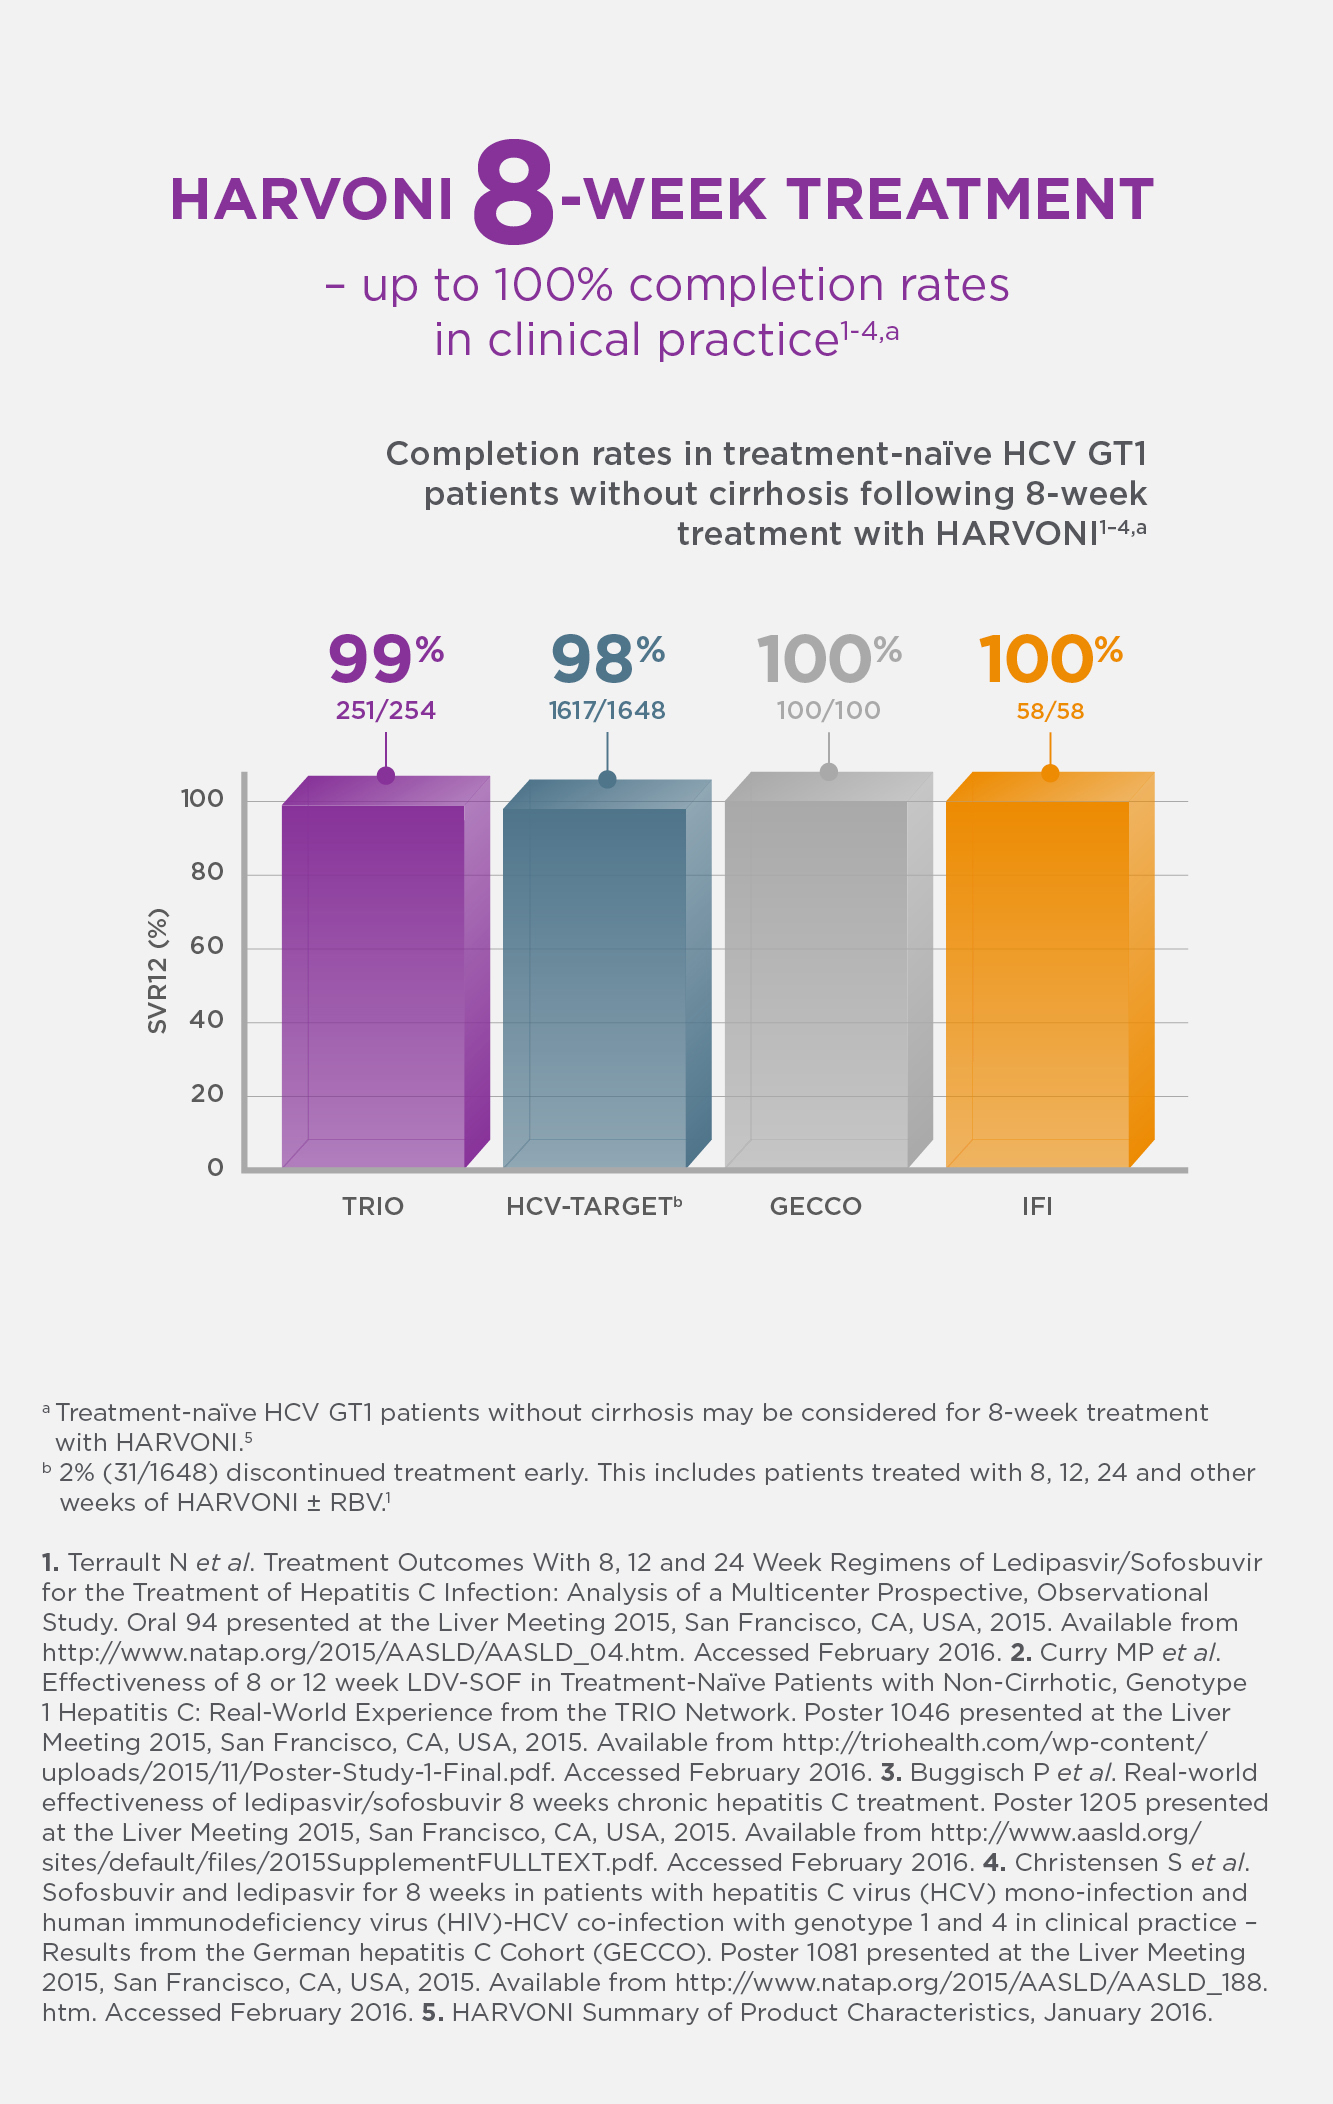 HARVONI 8-WEEK TREATMENT
– up to 100% completion rates
in clinical practice1-4,a
Completion rates in treatment-naïve HCV GT1
patients without cirrhosis following 8-week
treatment with HARVONI1–4,a
99% 98% 100% 100%
251/254 1617/1648 100/100 58/58
SVR12 (%)
100
80
60
40
20
0
TRIO HCV-TARGETb GECCO IFI
a Treatment-naïve HCV GT1 patients without cirrhosis may be considered for 8-week treatment
with HARVONI.5
b 2% (31/1648) discontinued treatment early. This includes patients treated with 8, 12, 24 and other
weeks of HARVONI ± RBV.1
1. Terrault N et al. Treatment Outcomes With 8, 12 and 24 Week Regimens of Ledipasvir/Sofosbuvir
for the Treatment of Hepatitis C Infection: Analysis of a Multicenter Prospective, Observational
Study. Oral 94 presented at the Liver Meeting 2015, San Francisco, CA, USA, 2015. Available from
http://www.natap.org/2015/AASLD/AASLD_04.htm. Accessed February 2016. 2. Curry MP et al.
Effectiveness of 8 or 12 week LDV-SOF in Treatment-Naïve Patients with Non-Cirrhotic, Genotype
1 Hepatitis C: Real-World Experience from the TRIO Network. Poster 1046 presented at the Liver
Meeting 2015, San Francisco, CA, USA, 2015. Available from http://triohealth.com/wp-content/
uploads/2015/11/Poster-Study-1-Final.pdf. Accessed February 2016. 3. Buggisch P et al. Real-world
effectiveness of ledipasvir/sofosbuvir 8 weeks chronic hepatitis C treatment. Poster 1205 presented
at the Liver Meeting 2015, San Francisco, CA, USA, 2015. Available from http://www.aasld.org/
sites/default/files/2015SupplementFULLTEXT.pdf. Accessed February 2016. 4. Christensen S et al.
Sofosbuvir and ledipasvir for 8 weeks in patients with hepatitis C virus (HCV) mono-infection and
human immunodeficiency virus (HIV)-HCV co-infection with genotype 1 and 4 in clinical practice –
Results from the German hepatitis C Cohort (GECCO). Poster 1081 presented at the Liver Meeting
2015, San Francisco, CA, USA, 2015. Available from http://www.natap.org/2015/AASLD/AASLD_188.
htm. Accessed February 2016. 5. HARVONI Summary of Product Characteristics, January 2016.